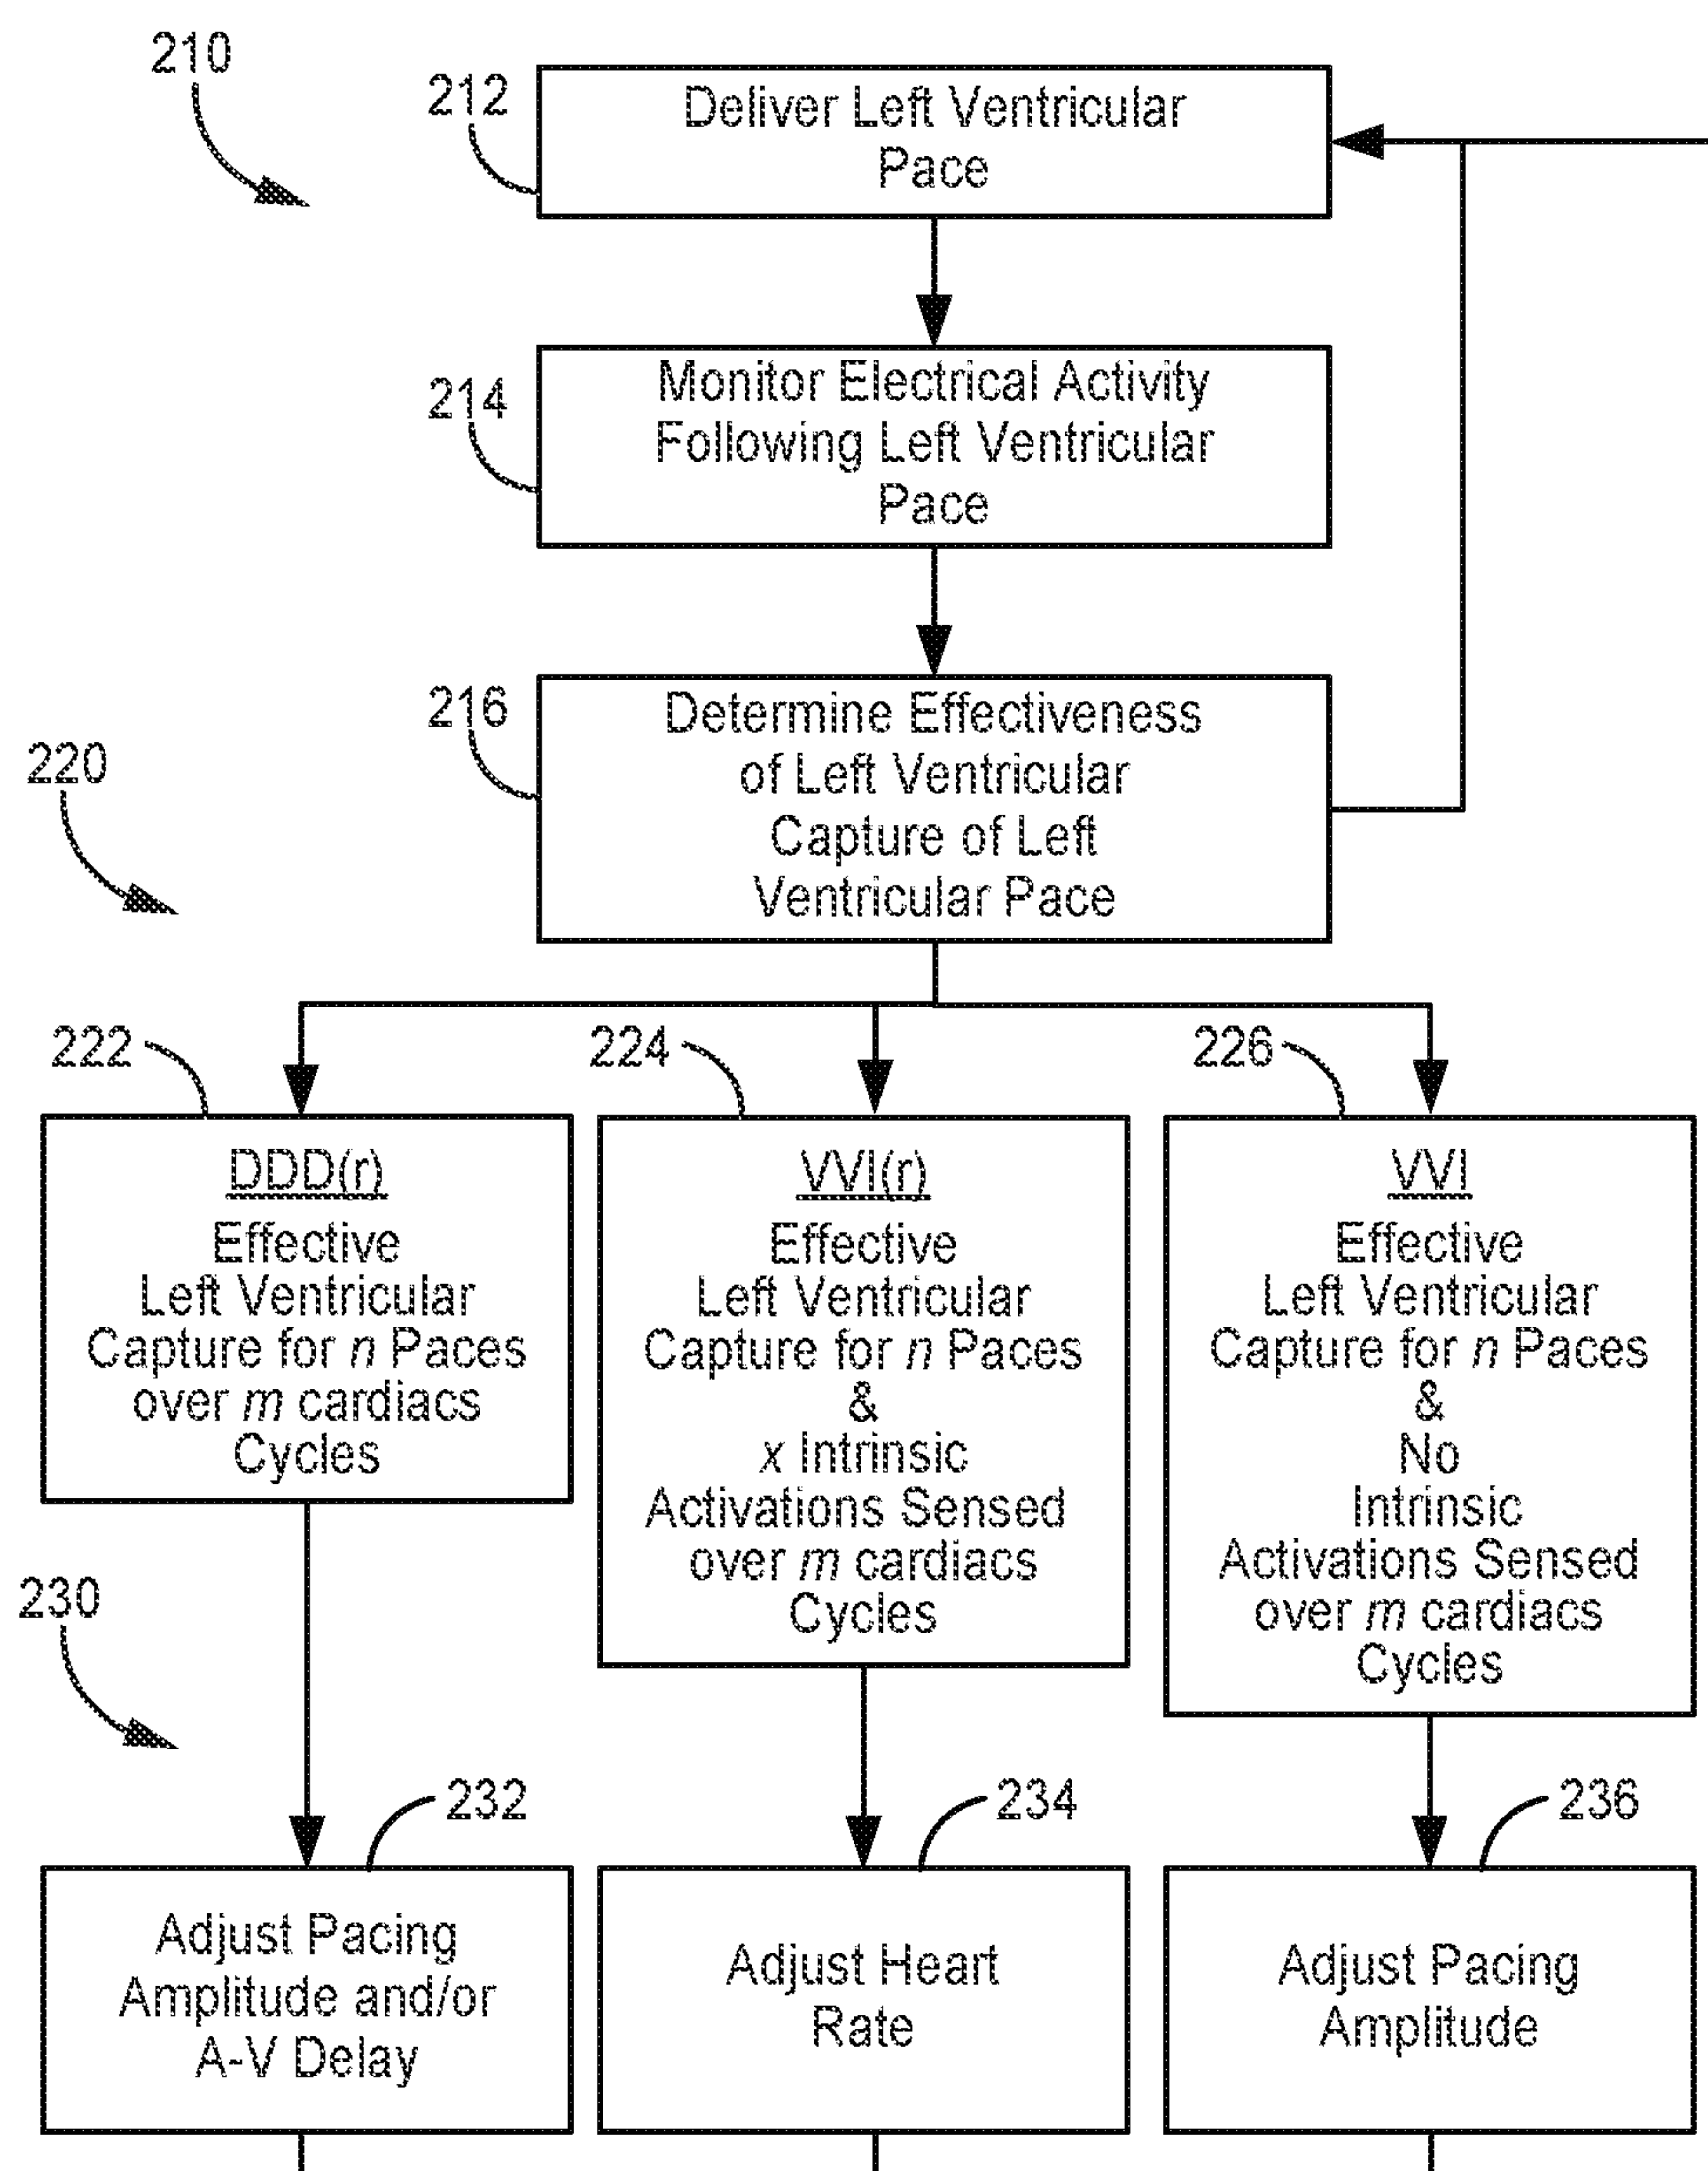 210
212
Deliver Left Ventricular
Pace
214
Monitor Electrical Activity
Following Left Ventricular
Pace
216
Determine Effectiveness
of Left Ventricular
Capture of Left
Ventricular Pace
220
222
DDD(r)
Effective
Left Ventricular
Capture for n Paces
over m cardiacs
Cycles
224
VVI(r)
Effective
Left Ventricular
Capture for n Paces
&
x Intrinsic
Activations Sensed
over m cardiacs
Cycles
226
VVI
Effective
Left Ventricular
Capture for n Paces
&
No
Intrinsic
Activations Sensed
over m cardiacs
Cycles
230
232
Adjust Pacing
Amplitude and/or
A-V Delay
234
Adjust Heart
Rate
236
Adjust Pacing
Amplitude